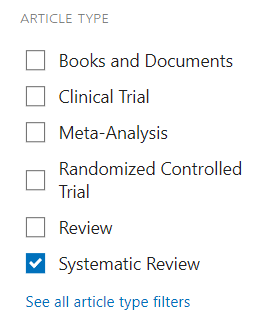 ARTICLE TYPE
Books and Documents
Clinical Trial
Meta-Analysis
Randomized Controlled
Trial
Review
Systematic Review
See all article type filters